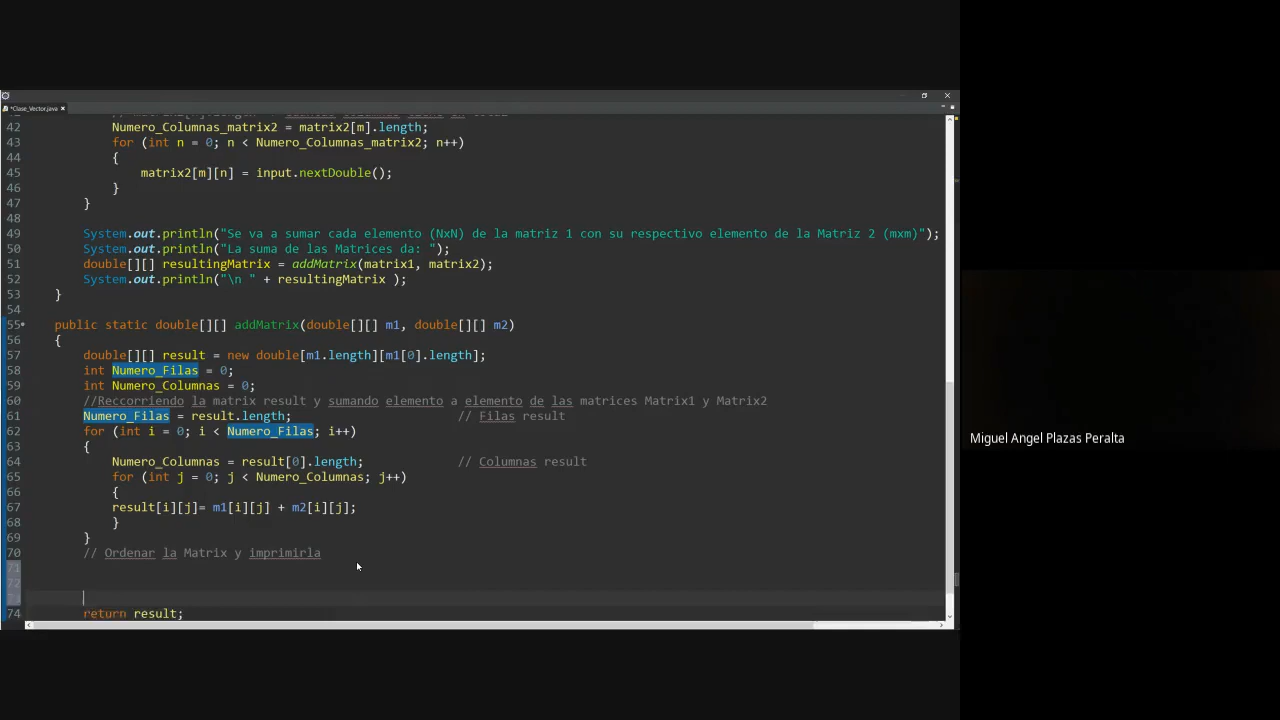 *Clase_Vector.java
42 Numero_Columnas_matrix2 = matrix2[m].length;
43 for (int n = 0; n < Numero_Columnas_matrix2; n++)
44 {
45 matrix2[m][n] = input.nextDouble();
46 }
47 }
48
49 System.out.println("Se va a sumar cada elemento (NxN) de la matriz 1 con su respectivo elemento de la Matriz 2 (mxm)");
50 System.out.println("La suma de las Matrices da: ");
51 double[][] resultingMatrix = addMatrix(matrix1, matrix2);
52 System.out.println("\n " + resultingMatrix );
53 }
54
55 public static double[][] addMatrix(double[][] m1, double[][] m2)
56 {
57 double[][] result = new double[m1.length][m1[0].length];
58 int Numero_Filas = 0;
59 int Numero_Columnas = 0;
60 //Reccorriendo la matrix result y sumando elemento a elemento de las matrices Matrix1 y Matrix2
61 Numero_Filas = result.length; // Filas result
62 for (int i = 0; i < Numero_Filas; i++)
63 {
64 Numero_Columnas = result[0].length; // Columnas result
65 for (int j = 0; j < Numero_Columnas; j++)
66 {
67 result[i][j]= m1[i][j] + m2[i][j];
68 }
69 }
70 // Ordenar la Matrix y imprimirla
71
72
73
74 return result;
Miguel Angel Plazas Peralta